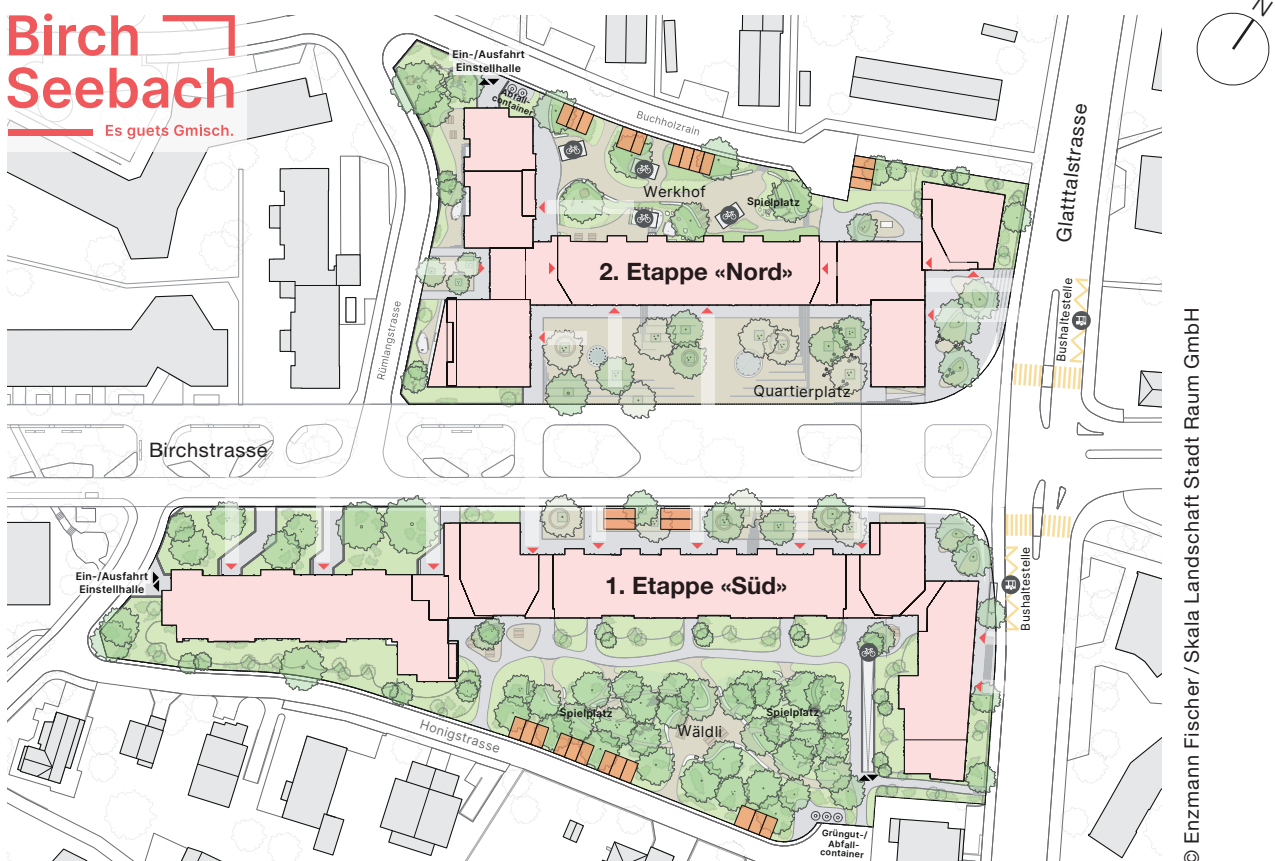 Birch
Seebach
Es guets Gmisch.
N
Ein-/Ausfahrt
Einstellhalle
Abfall-
container
Buchholzrain
Werkhof
Spielplatz
Glatttalstrasse
2. Etappe «Nord»
Bushaltestelle
Rümlangstrasse
Quartierplatz
Birchstrasse
Ein-/Ausfahrt
Einstellhalle
1. Etappe «Süd»
Bushaltestelle
Spielplatz
Spielplatz
Wäldli
Honigstrasse
Grüngut-/
Abfall-
container
© Enzmann Fischer / Skala Landschaft Stadt Raum GmbH